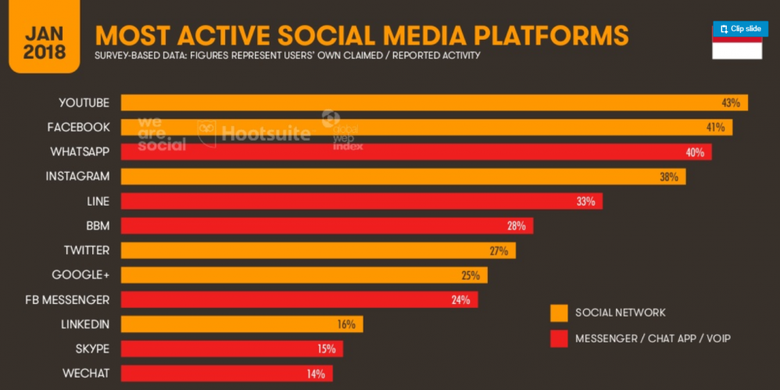 JAN
2018
MOST ACTIVE SOCIAL MEDIA PLATFORMS
SURVEY-BASED DATA: FIGURES REPRESENT USERS' OWN CLAIMED / REPORTED ACTIVITY
Clip slide
YOUTUBE 43%
FACEBOOK 41%
we
are
social
Hootsuite
WHATSAPP 40%
INSTAGRAM 38%
LINE 33%
BBM 28%
TWITTER 27%
GOOGLE+ 25%
FB MESSENGER 24%
LINKEDIN 16%
SKYPE 15%
WECHAT 14%
SOCIAL NETWORK
MESSENGER / CHAT APP / VOIP